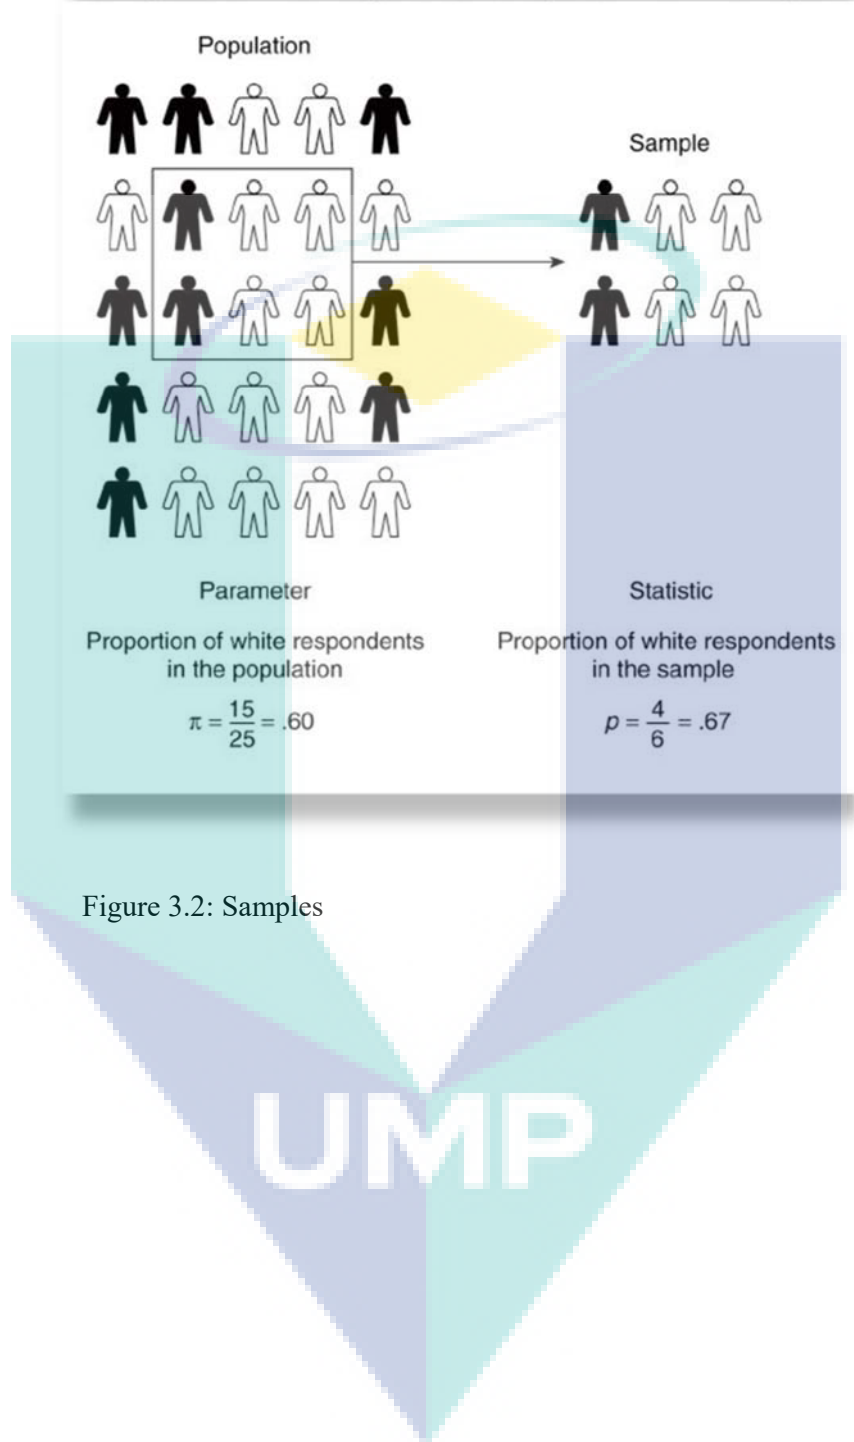 Population
Sample
Parameter
Proportion of white respondents
in the population
π = 15/25 = .60
Statistic
Proportion of white respondents
in the sample
p = 4/6 = .67
Figure 3.2: Samples
UMP